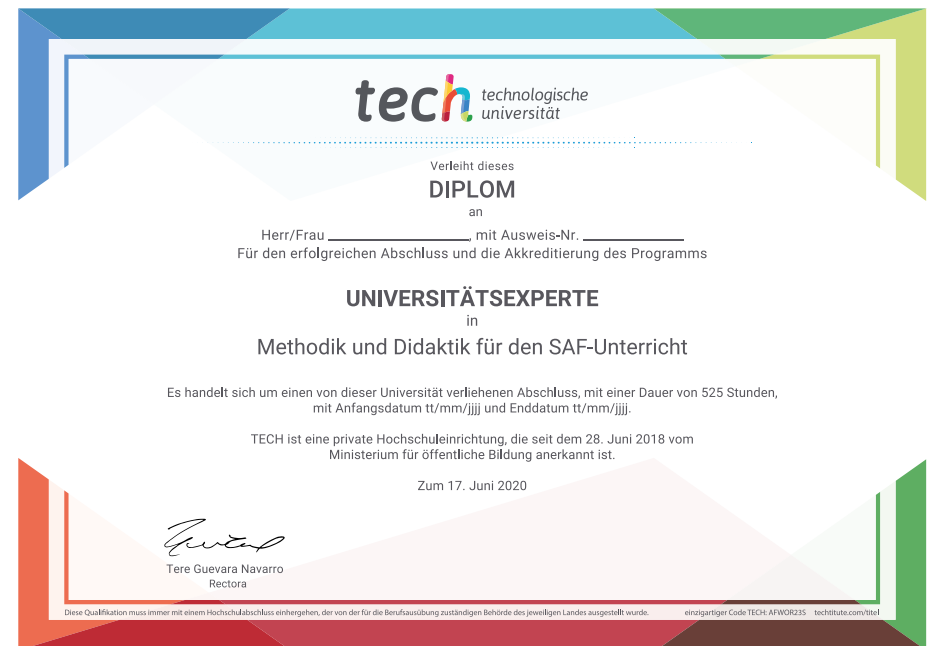 tech technologische
universität
Verleiht dieses
DIPLOM
an
Herr/Frau ____________, mit Ausweis-Nr. ____________
Für den erfolgreichen Abschluss und die Akkreditierung des Programms
UNIVERSITÄTSEXPERTE
in
Methodik und Didaktik für den SAF-Unterricht
Es handelt sich um einen von dieser Universität verliehenen Abschluss, mit einer Dauer von 525 Stunden,
mit Anfangsdatum tt/mm/jjjj und Enddatum tt/mm/jjjj.
TECH ist eine private Hochschuleinrichtung, die seit dem 28. Juni 2018 vom
Ministerium für öffentliche Bildung anerkannt ist.
Zum 17. Juni 2020
Tere Guevara Navarro
Rectora
Diese Qualifikation muss immer mit einem Hochschulabschluss einhergehen, der von der für die Berufsausübung zuständigen Behörde des jeweiligen Landes ausgestellt wurde. einzigartiger Code TECH: AFWOR23S techtitute.com/titel